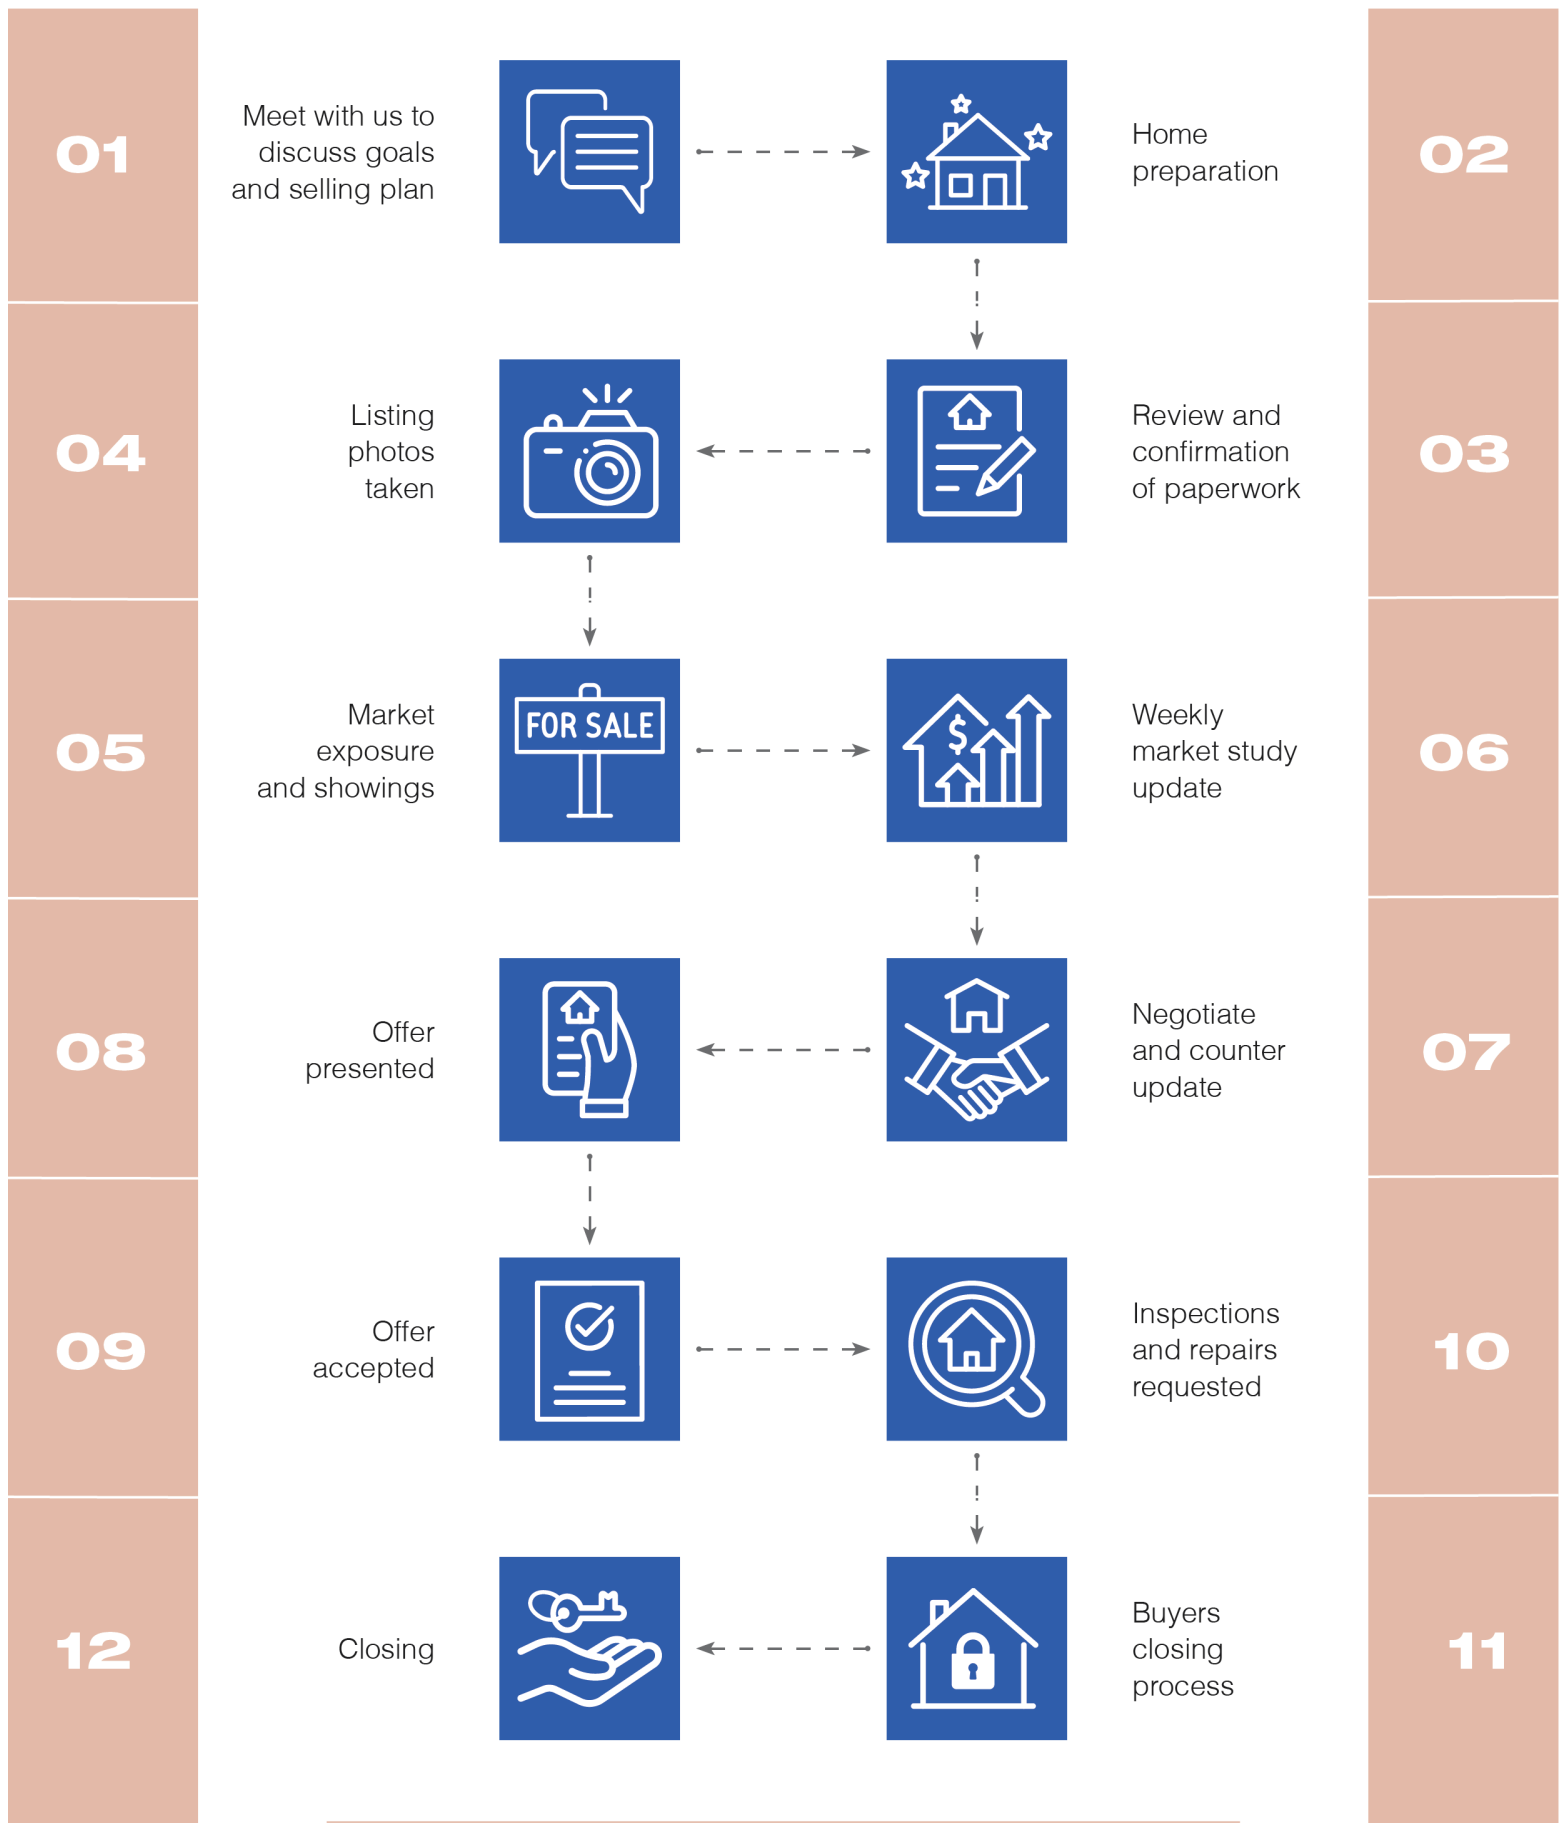 01
Meet with us to
discuss goals
and selling plan
Home
preparation
02
04
Listing
photos
taken
Review and
confirmation
of paperwork
03
05
Market
exposure
and showings
FOR SALE
$
Weekly
market study
update
06
08
Offer
presented
Negotiate
and counter
update
07
09
Offer
accepted
Inspections
and repairs
requested
10
12
Closing
Buyers
closing
process
11